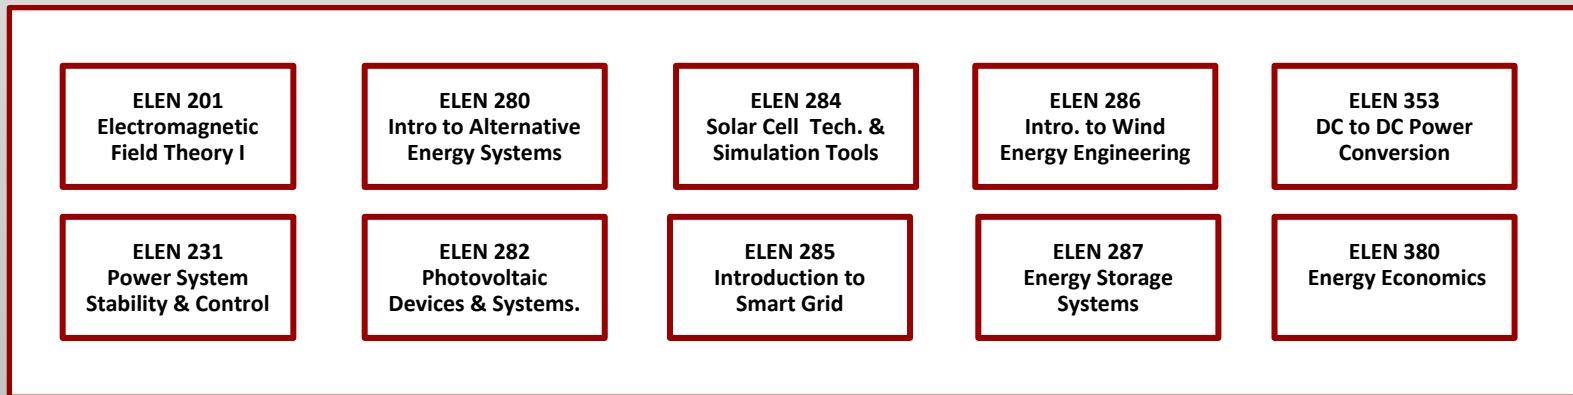 ELEN 201
Electromagnetic
Field Theory I
ELEN 280
Intro to Alternative
Energy Systems
ELEN 284
Solar Cell  Tech. &
Simulation Tools
ELEN 286
Intro. to Wind
Energy Engineering
ELEN 353
DC to DC Power
Conversion
ELEN 231
Power System
Stability & Control
ELEN 282
Photovoltaic
Devices & Systems.
ELEN 285
Introduction to
Smart Grid
ELEN 287
Energy Storage
Systems
ELEN 380
Energy Economics